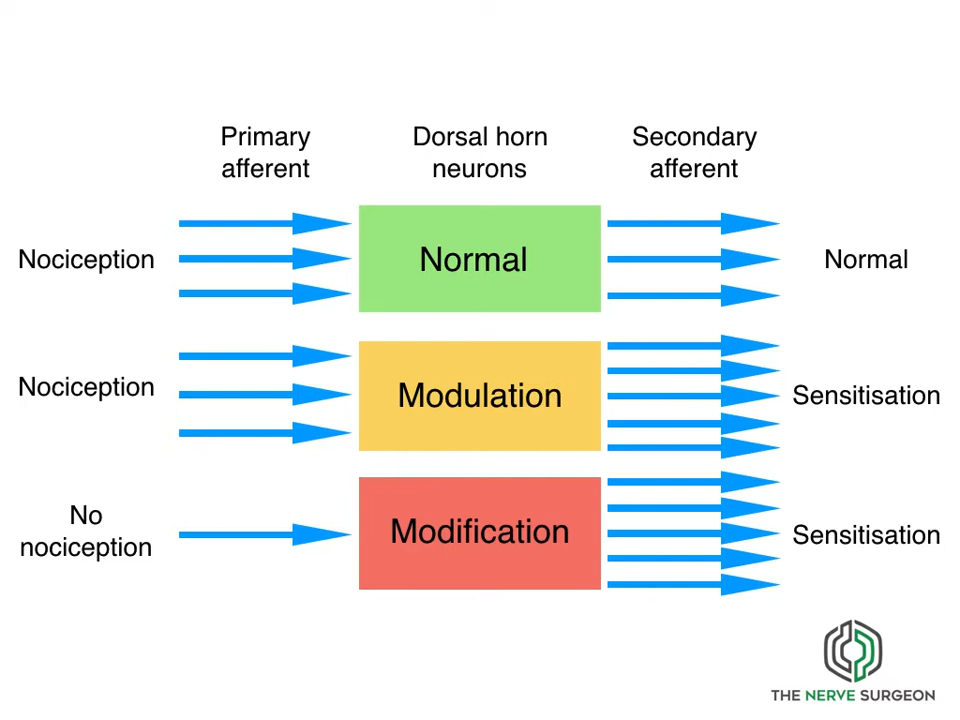 Primary
afferent
Dorsal horn
neurons
Secondary
afferent
Nociception
Normal
Normal
Nociception
Modulation
Sensitisation
No
nociception
Modification
Sensitisation
THE NERVE SURGEON